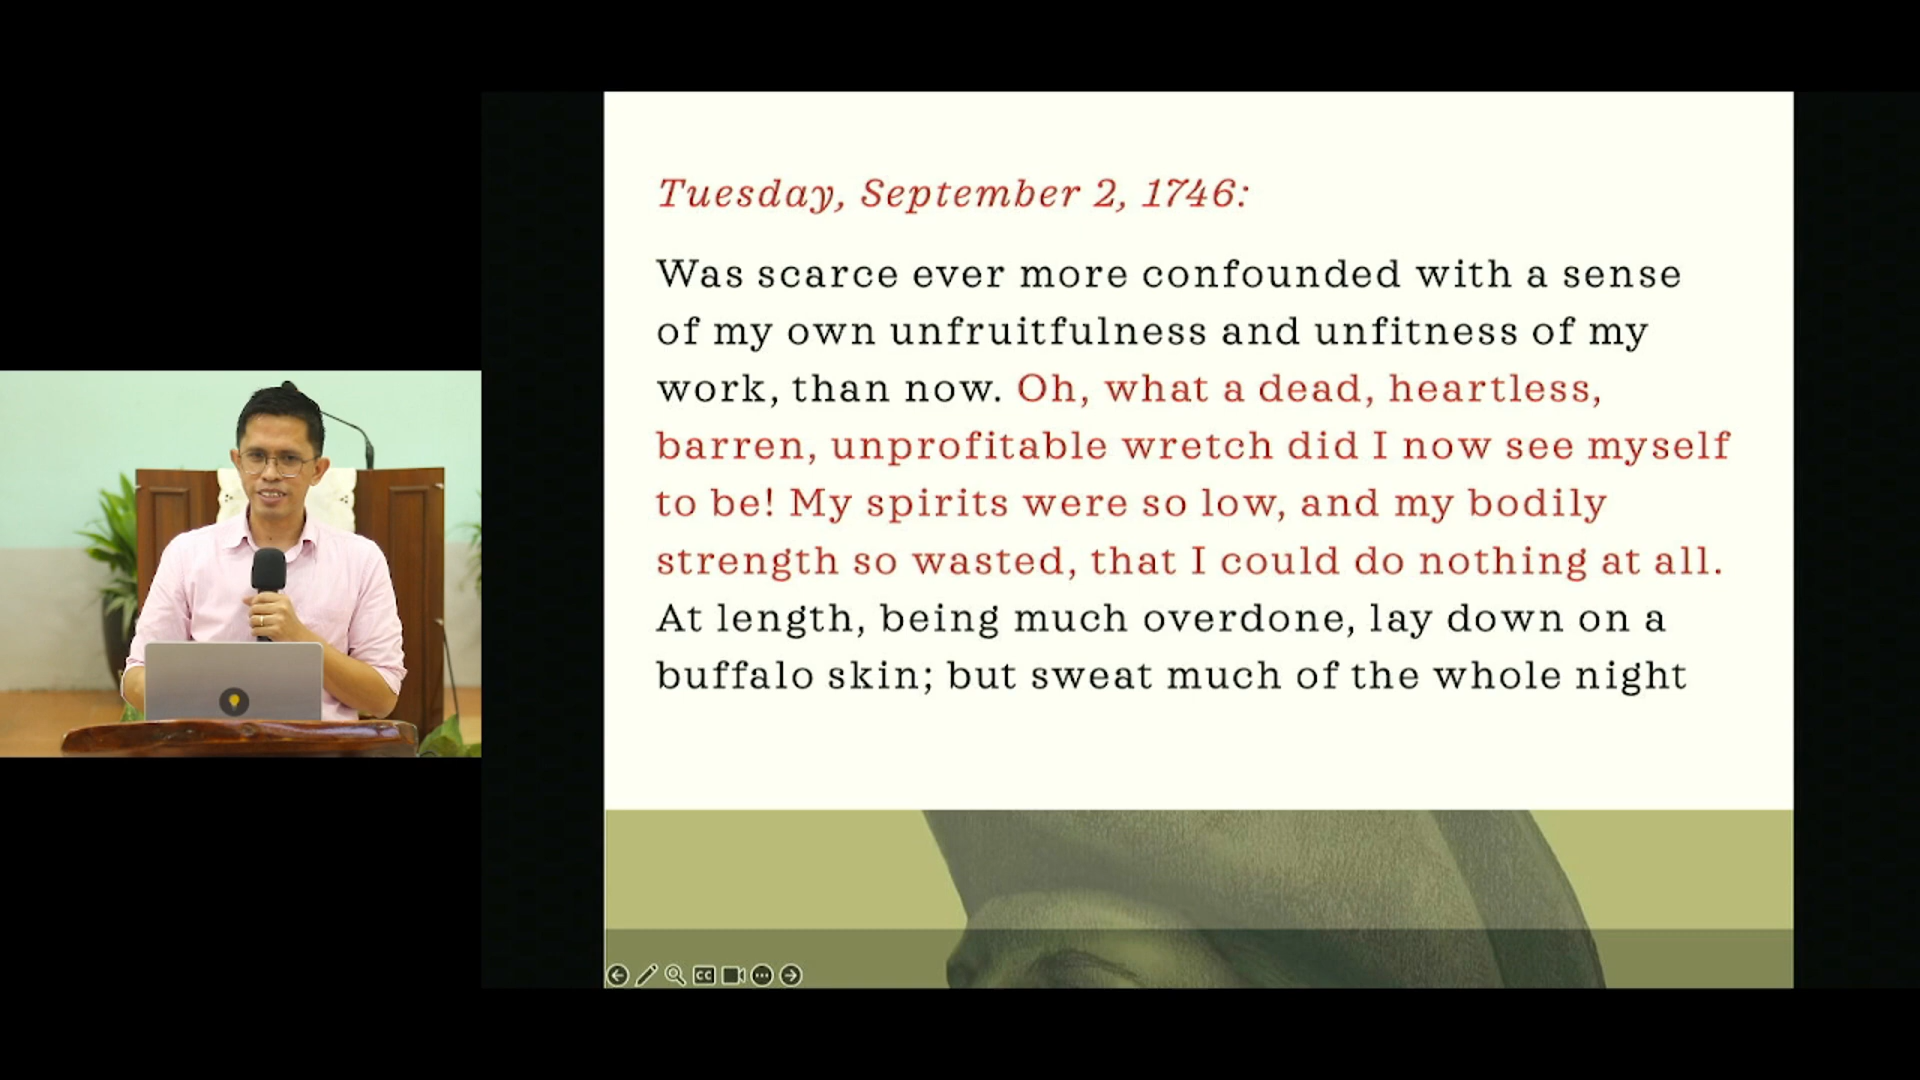 Tuesday, September 2, 1746:
Was scarce ever more confounded with a sense
of my own unfruitfulness and unfitness of my
work, than now. Oh, what a dead, heartless,
barren, unprofitable wretch did I now see myself
to be! My spirits were so low, and my bodily
strength so wasted, that I could do nothing at all.
At length, being much overdone, lay down on a
buffalo skin; but sweat much of the whole night
CC